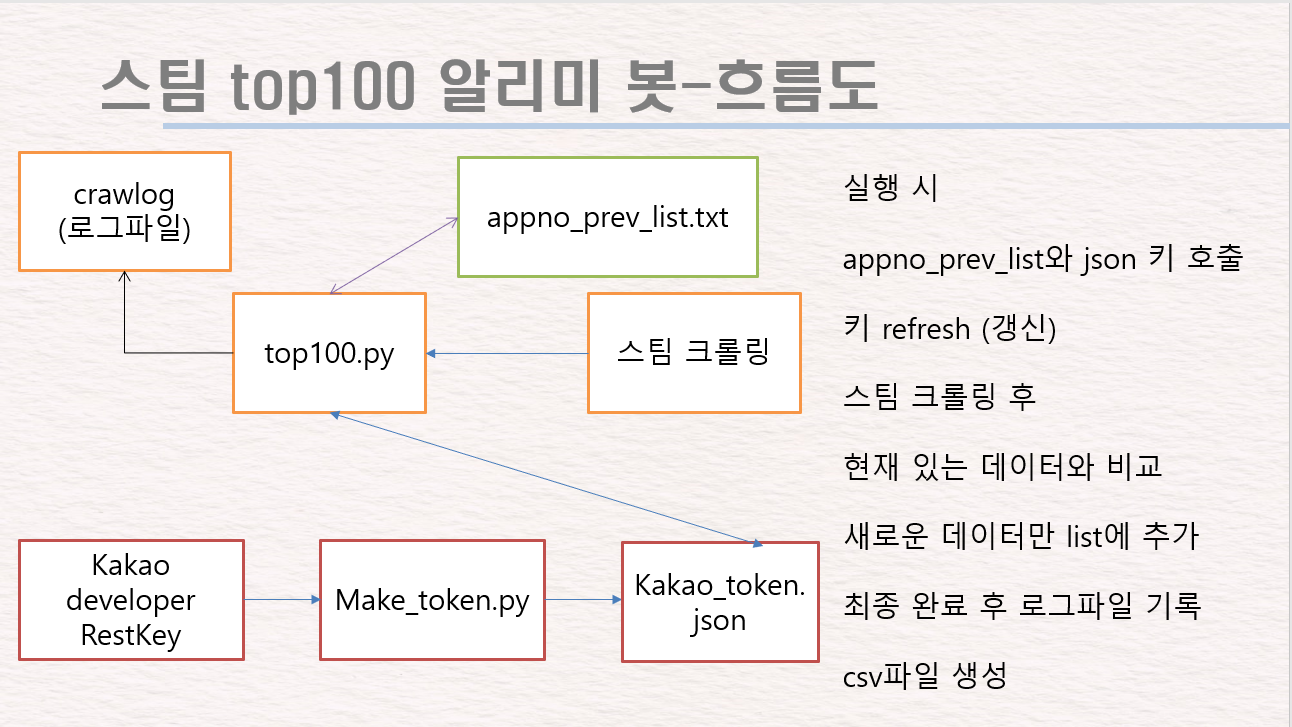 스팀 top100 알리미 봇-흐름도
crawlog
(로그파일)
appno_prev_list.txt
top100.py
스팀 크롤링
Kakao
developer
RestKey
Make_token.py
Kakao_token.
json
실행 시
appno_prev_list와 json 키 호출
키 refresh (갱신)
스팀 크롤링 후
현재 있는 데이터와 비교
새로운 데이터만 list에 추가
최종 완료 후 로그파일 기록
csv파일 생성